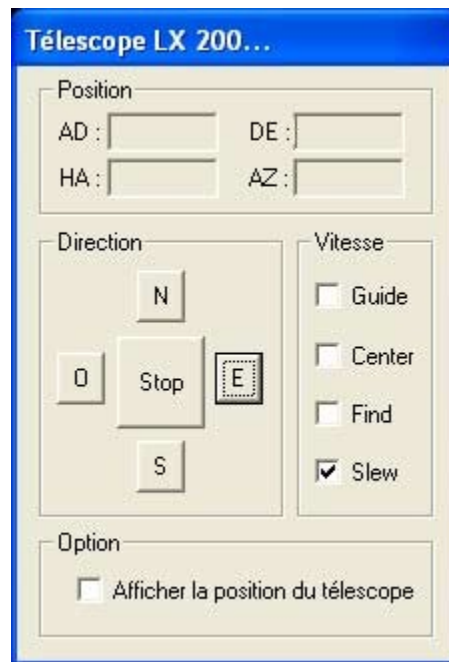 Télescope LX 200...
Position
AD : DE :
HA : AZ :
Direction
N
O Stop E
S
Vitesse
Guide
Center
Find
Slew
Option
Afficher la position du télescope